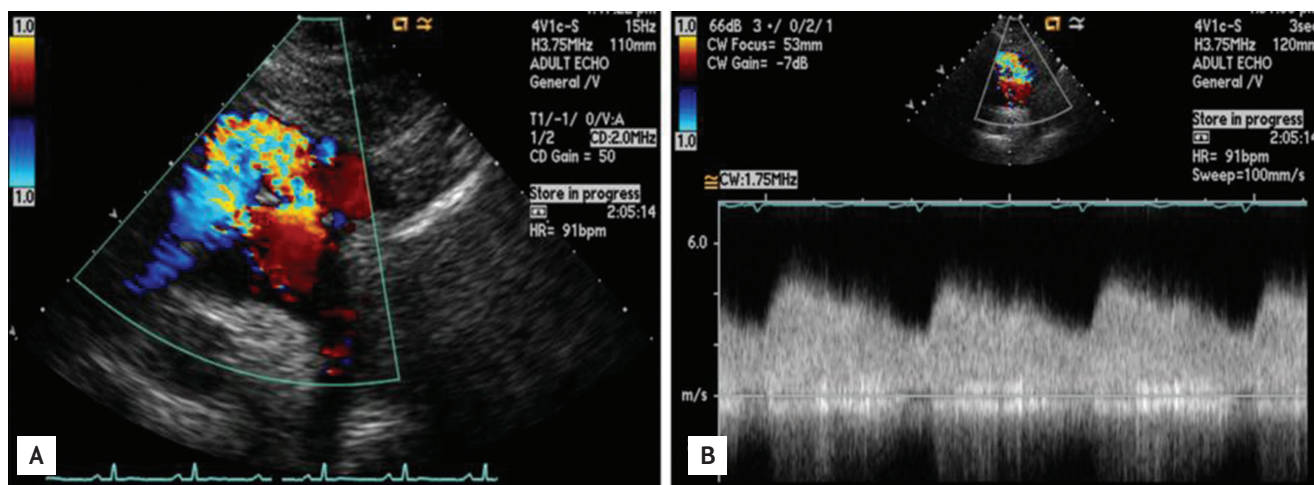 1.0
4V1c-S 15Hz
H3.75MHz 110mm
ADULT ECHO
General /V
T1/-1/ 0/V:A
1/2 CD:2.0MHz
CD Gain = 50
1.0
Store in progress
2:05:14
HR= 91bpm
A
1.0
66dB 3 •/ 0/2/1
CW Focus= 53mm
CW Gain= -7dB
4V1c-S 3sec
H3.75MHz 120mm
ADULT ECHO
General /V
1.0
Store in progress
2:05:14
HR= 91bpm
Sweep=100mm/s
CW:1.75MHz
6.0
m/s
B